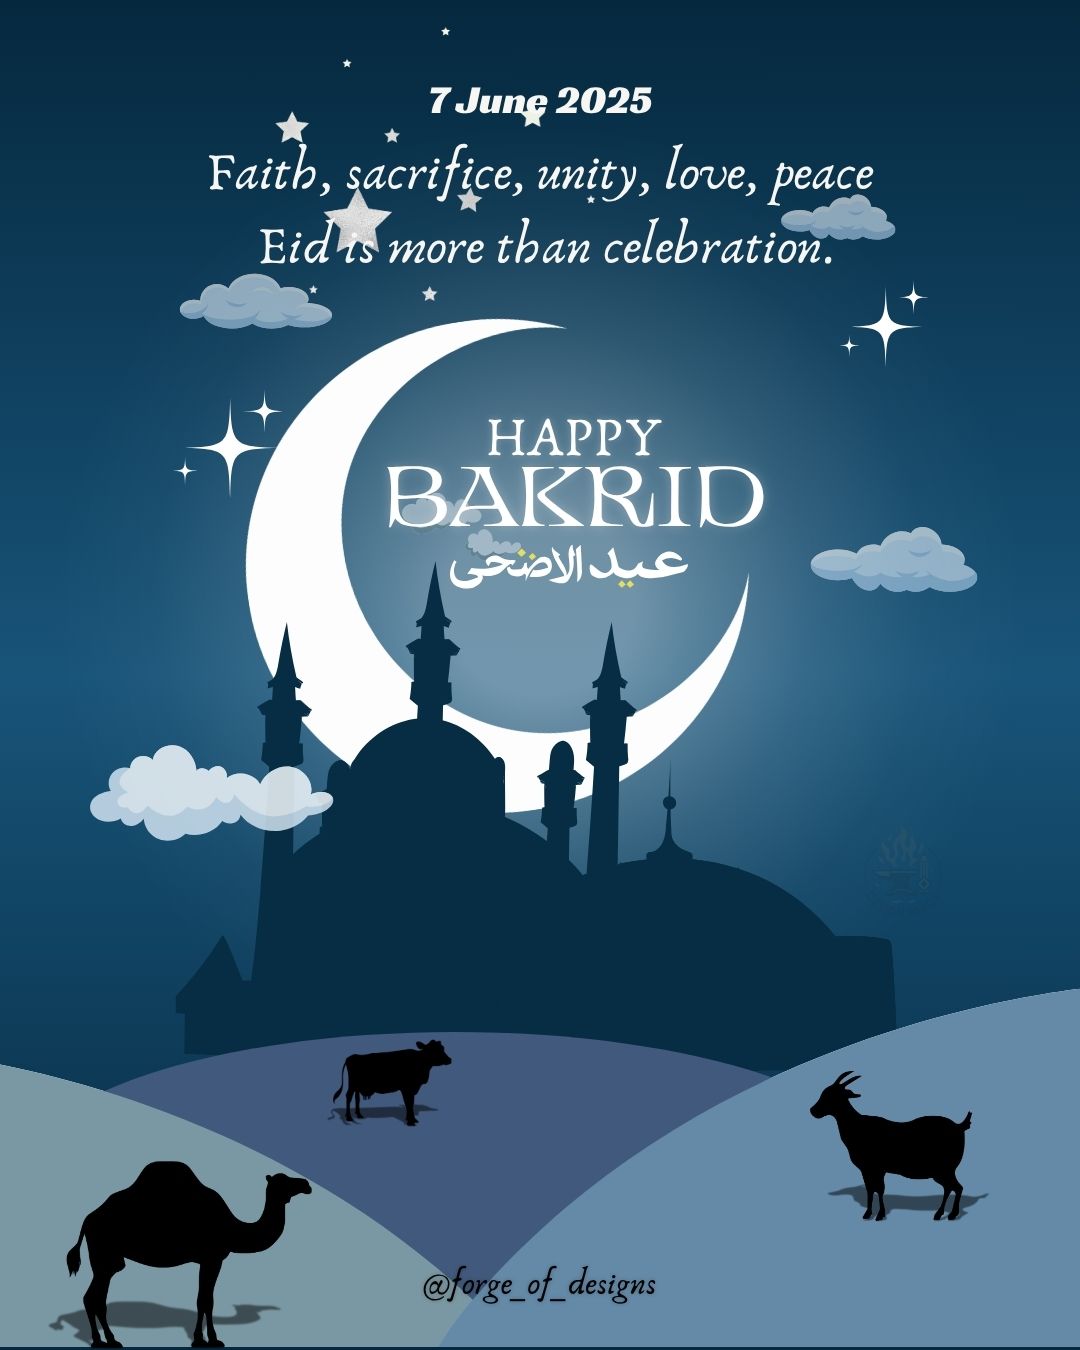 7 June 2025
Faith, sacrifice, unity, love, peace
Eid is more than celebration.
HAPPY
BAKRID
عيد الاضحى
@forge_of_designs